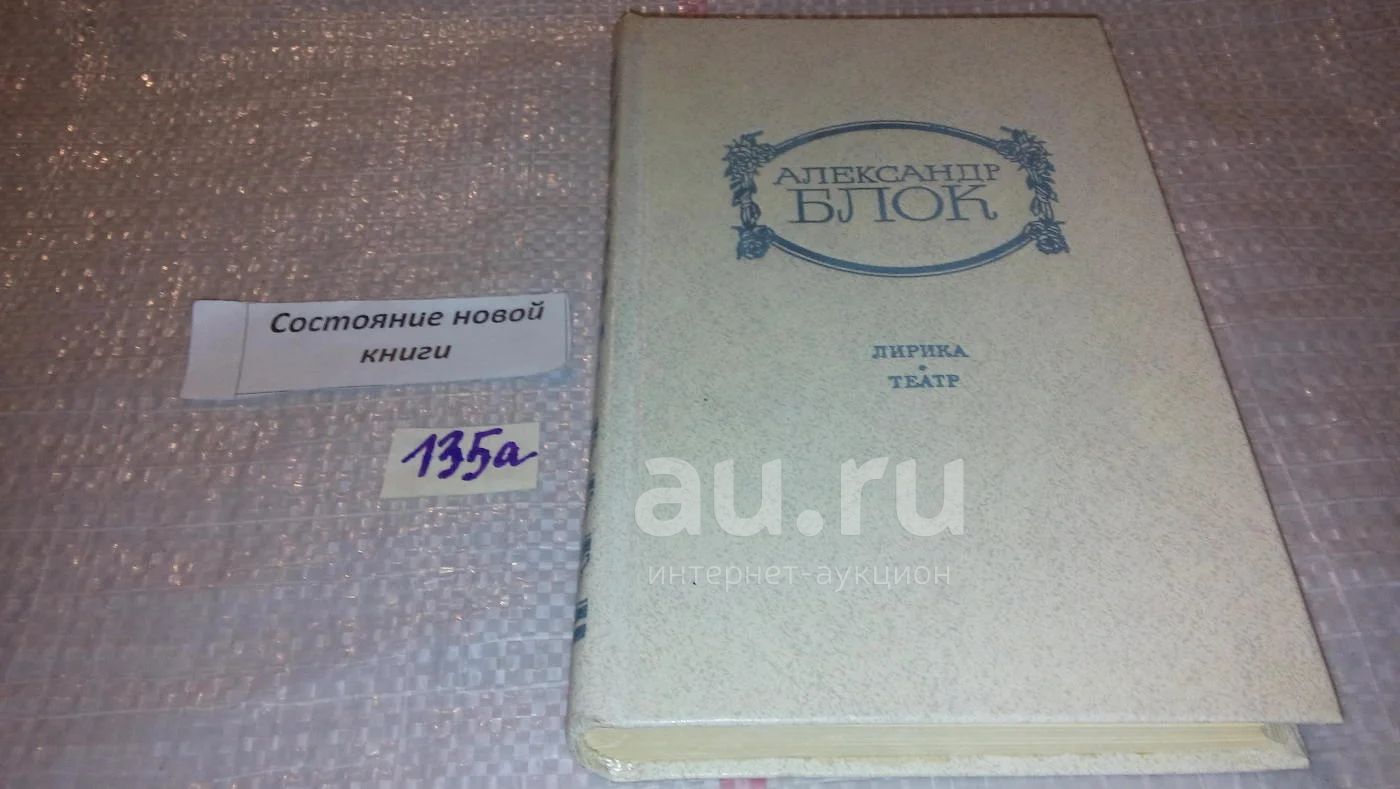 АЛЕКСАНДР
БЛОК
ЛИРИКА
•
ТЕАТР
Состояние новой
книги
135а
au.ru
интернет-аукцион